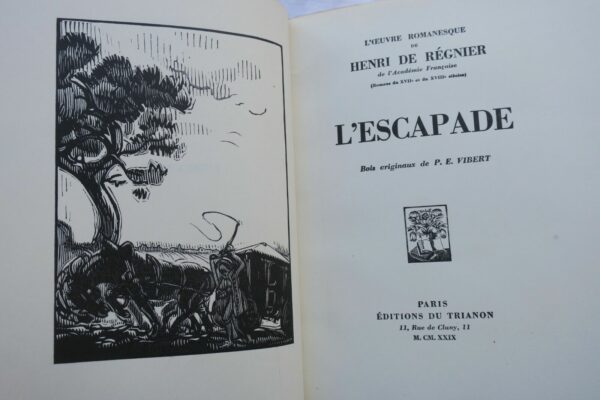 L'ŒUVRE ROMANESQUE
DE
HENRI DE RÉGNIER
de l'Académie Française
(Romans du XVIIe et du XVIIIe siècles)
L'ESCAPADE
Bois originaux de P. E. VIBERT
PARIS
ÉDITIONS DU TRIANON
11, Rue de Cluny, 11
M. CM. XXIX